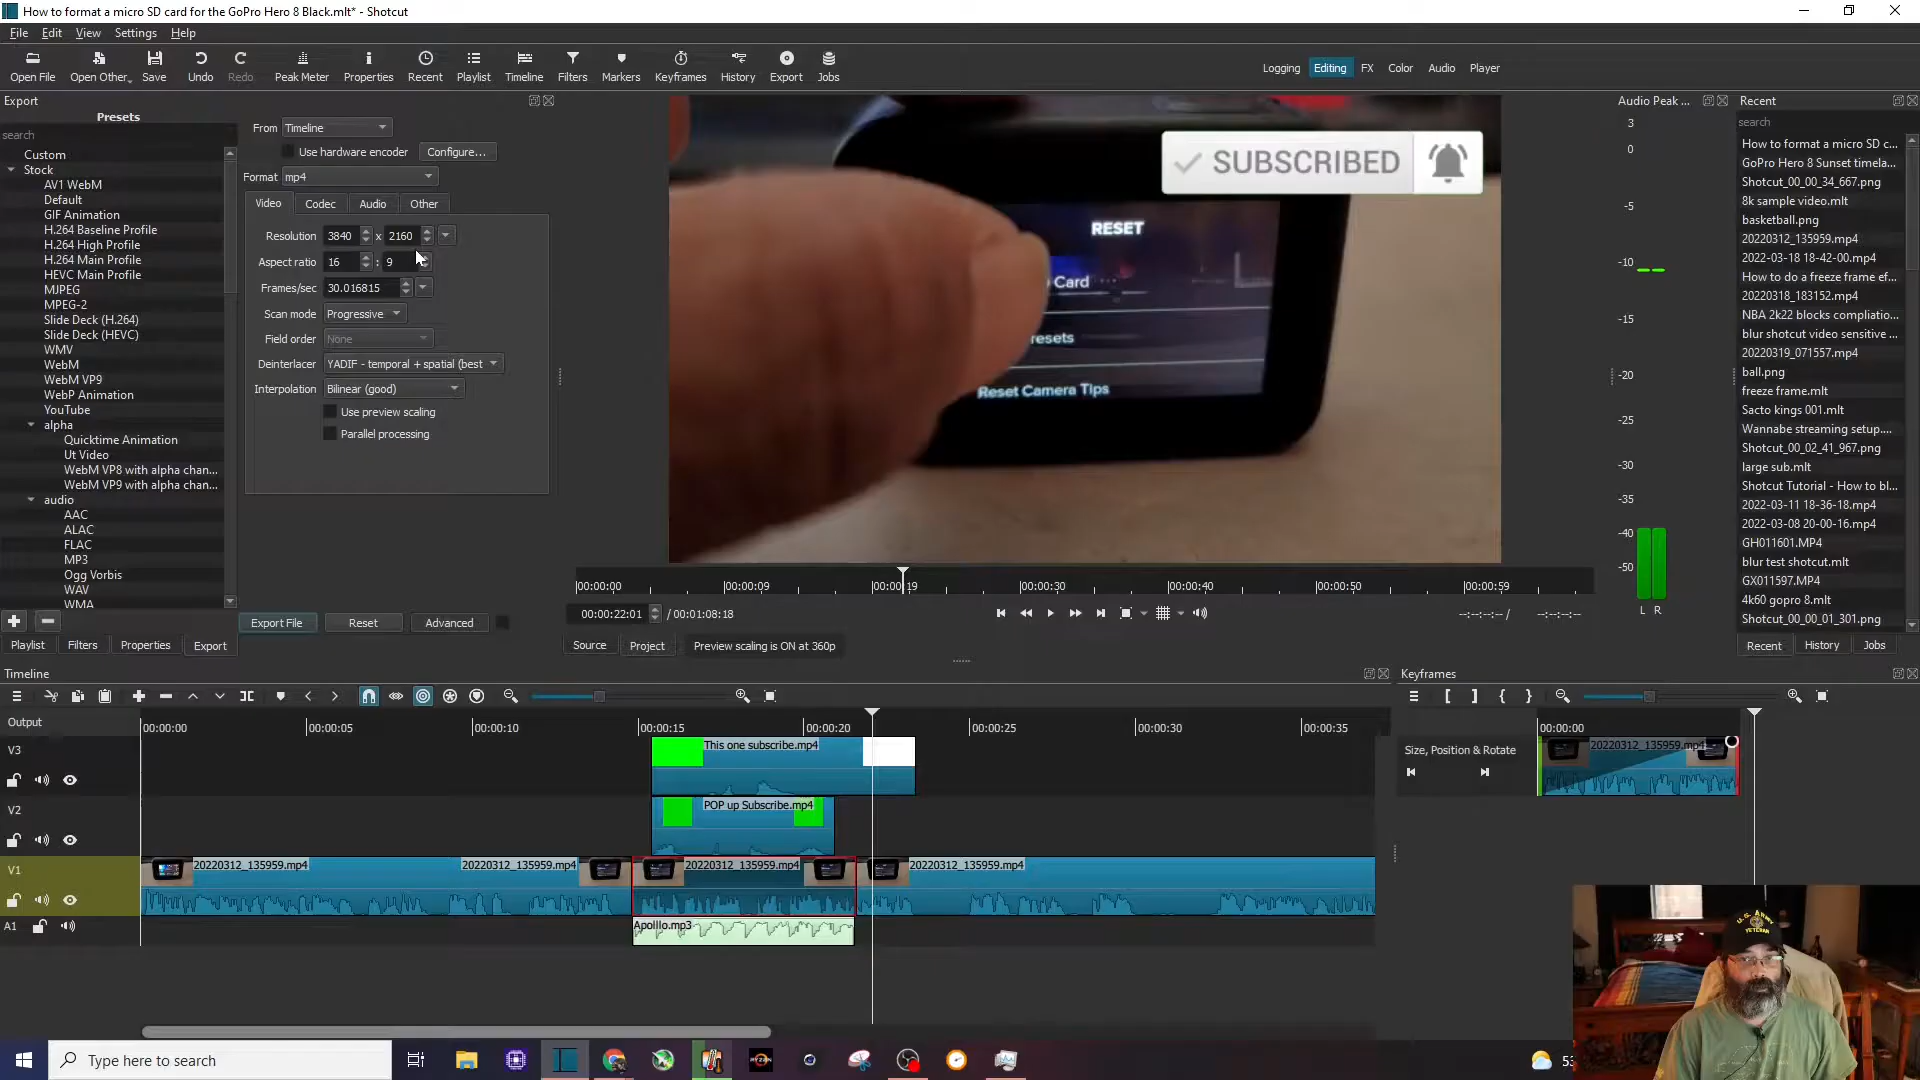 How to format a micro SD card for the GoPro Hero 8 Black.mlt* - Shotcut
File Edit View Settings Help
Open File Open Other Save Undo Redo Peak Meter Properties Recent Playlist Timeline Filters Markers Keyframes History Export Jobs
Logging Editing FX Color Audio Player
Export
Presets
search
Custom
Stock
AV1 WebM
Default
GIF Animation
H.264 Baseline Profile
H.264 High Profile
H.264 Main Profile
HEVC Main Profile
MJPEG
MPEG-2
Slide Deck (H.264)
Slide Deck (HEVC)
WMV
WebM
WebM VP9
WebP Animation
YouTube
alpha
Quicktime Animation
Ut Video
WebM VP8 with alpha chan...
WebM VP9 with alpha chan...
audio
AAC
ALAC
FLAC
MP3
Ogg Vorbis
WAV
WMA
From Timeline
Use hardware encoder Configure...
Format mp4
Video Codec Audio Other
Resolution 3840 x 2160
Aspect ratio 16 : 9
Frames/sec 30.016815
Scan mode Progressive
Field order None
Deinterlacer YADIF - temporal + spatial (best
Interpolation Bilinear (good)
Use preview scaling
Parallel processing
Export File Reset Advanced
Playlist Filters Properties Export
SUBSCRIBED
RESET
Card
resets
Reset Camera Tips
00:00:00 00:00:09 00:00:19 00:00:30 00:00:40 00:00:50 00:00:59
00:00:22:01 / 00:01:08:18
--:--:--:-- / --:--:--:--
Source Project Preview scaling is ON at 360p
Audio Peak ...
3
0
-5
-10
-15
-20
-25
-30
-35
-40
-50
L R
Recent
search
How to format a micro SD c...
GoPro Hero 8 Sunset timela...
Shotcut_00_00_34_667.png
8k sample video.mlt
basketball.png
20220312_135959.mp4
2022-03-18 18-42-00.mp4
How to do a freeze frame ef...
20220318_183152.mp4
NBA 2k22 blocks compliatio...
blur shotcut video sensitive ...
20220319_071557.mp4
ball.png
freeze frame.mlt
Sacto kings 001.mlt
Wannabe streaming setup....
Shotcut_00_02_41_967.png
large sub.mlt
Shotcut Tutorial - How to bl...
2022-03-11 18-36-18.mp4
2022-03-08 20-00-16.mp4
GH011601.MP4
blur test shotcut.mlt
GX011597.MP4
4k60 gopro 8.mlt
Shotcut_00_00_01_301.png
Recent History Jobs
Timeline
Output
00:00:00 00:00:05 00:00:10 00:00:15 00:00:20 00:00:25 00:00:30 00:00:35
V3
This one subscribe.mp4
V2
POP up Subscribe.mp4
V1
20220312_135959.mp4 20220312_135959.mp4 20220312_135959.mp4 20220312_135959.mp4
A1
Apolllo.mp3
Keyframes
00:00:00
Size, Position & Rotate
20220312_135959.mp4
U.S. Army
VETERAN
Type here to search
RYZEN